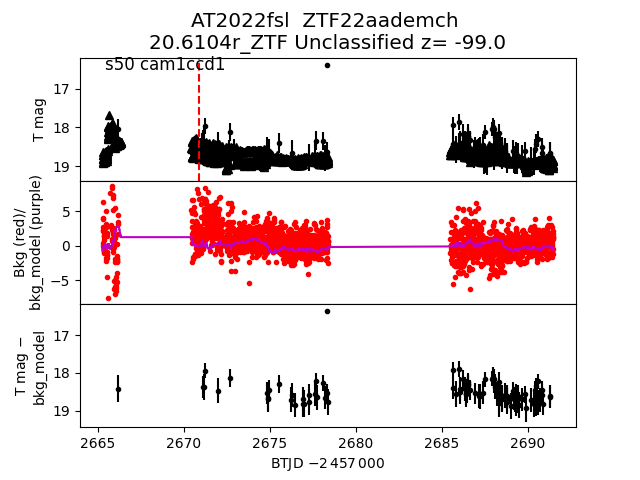 AT2022fsl  ZTF22aademch
20.6104r_ZTF Unclassified z= -99.0
s50 cam1ccd1
T mag
17
18
19
Bkg (red)/
bkg_model (purple)
5
0
−5
T mag −
bkg_model
17
18
19
2665 2670 2675 2680 2685 2690
BTJD −2 457 000